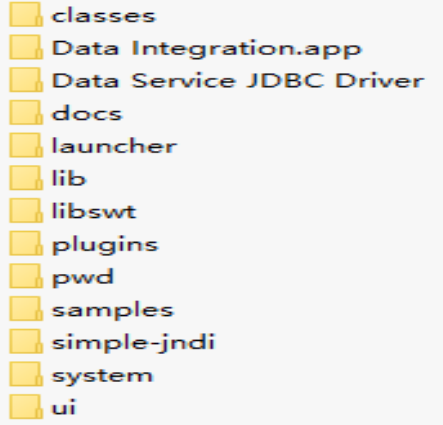 classes
Data Integration.app
Data Service JDBC Driver
docs
launcher
lib
libswt
plugins
pwd
samples
simple-jndi
system
ui